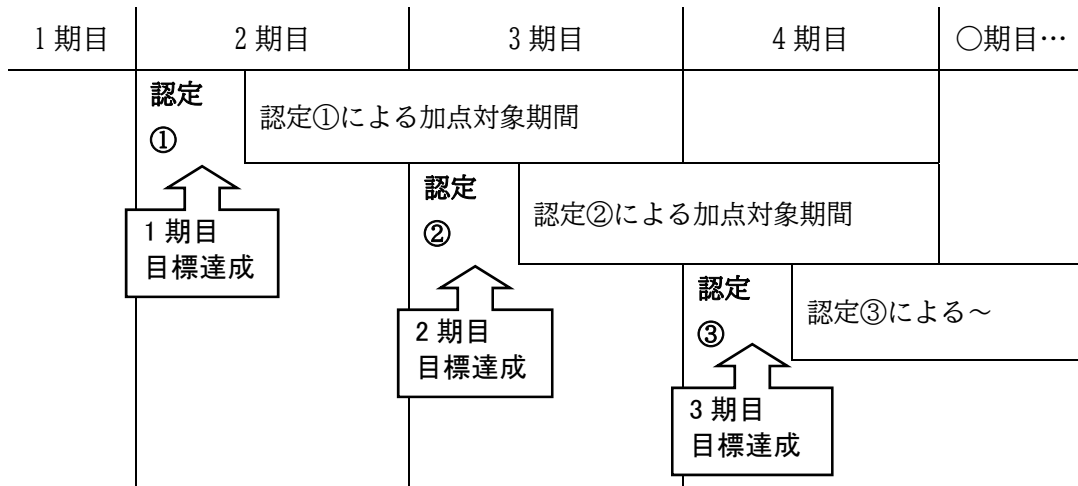 1期目 2期目 3期目 4期目 〇期目…
認定
①
認定①による加点対象期間
1期目
目標達成
認定
②
認定②による加点対象期間
2期目
目標達成
認定
③
認定③による～
3期目
目標達成